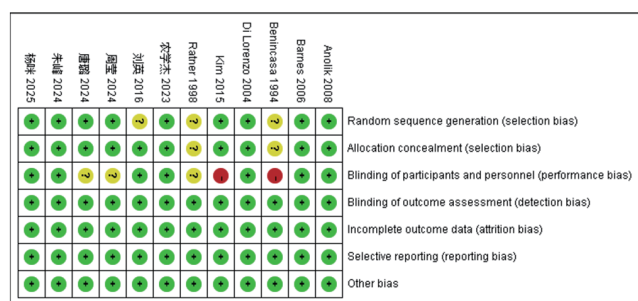 杨咪 2025
朱峰 2024
唐璐 2024
周莹 2024
刘英 2016
农学杰 2023
Ratner 1998
Kim 2015
Di Lorenzo 2004
Benincasa 1994
Barnes 2006
Anolik 2008
+ + + + ? + ? + + ? + + Random sequence generation (selection bias)
+ + + + + + ? + + ? + + Allocation concealment (selection bias)
+ + ? ? + + ? - + - + + Blinding of participants and personnel (performance bias)
+ + + + + + + + + + + + Blinding of outcome assessment (detection bias)
+ + + + + + + + + + + + Incomplete outcome data (attrition bias)
+ + + + + + + + + + + + Selective reporting (reporting bias)
+ + + + + + + + + + + + Other bias